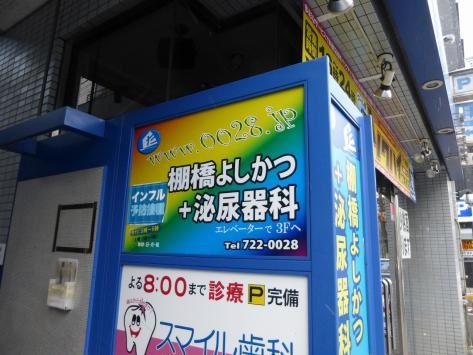 www.0028.jp
棚橋よしかつ
+泌尿器科
インフル
予防接種
エレベーターで3Fへ
Tel 722-0028
よる8:00まで診療P完備
スマイル歯科
棚橋よしかつ
+泌尿器科